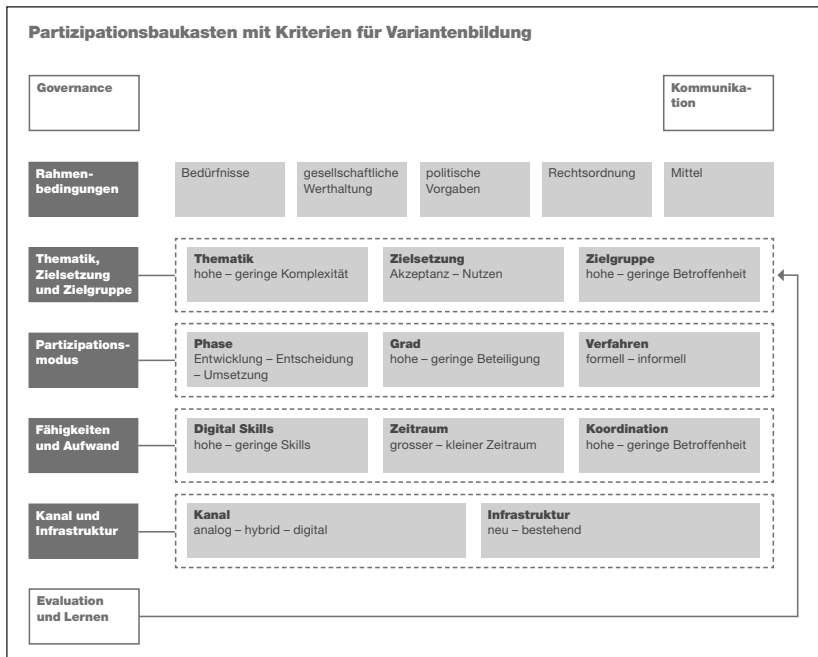 Partizipationsbaukasten mit Kriterien für Variantenbildung
Governance
Kommunika-
tion
Rahmen-
bedingungen
Bedürfnisse
gesellschaftliche
Werthaltung
politische
Vorgaben
Rechtsordnung
Mittel
Thematik,
Zielsetzung
und Zielgruppe
Thematik
hohe – geringe Komplexität
Zielsetzung
Akzeptanz – Nutzen
Zielgruppe
hohe – geringe Betroffenheit
Partizipations-
modus
Phase
Entwicklung – Entscheidung
– Umsetzung
Grad
hohe – geringe Beteiligung
Verfahren
formell – informell
Fähigkeiten
und Aufwand
Digital Skills
hohe – geringe Skills
Zeitraum
grosser – kleiner Zeitraum
Koordination
hohe – geringe Betroffenheit
Kanal und
Infrastruktur
Kanal
analog – hybrid – digital
Infrastruktur
neu – bestehend
Evaluation
und Lernen